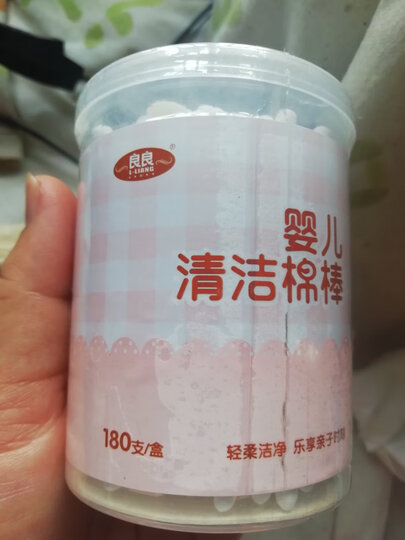 良良®
L-LIANG
婴儿
清洁棉棒
180支/盒
轻柔洁净 乐享亲子时